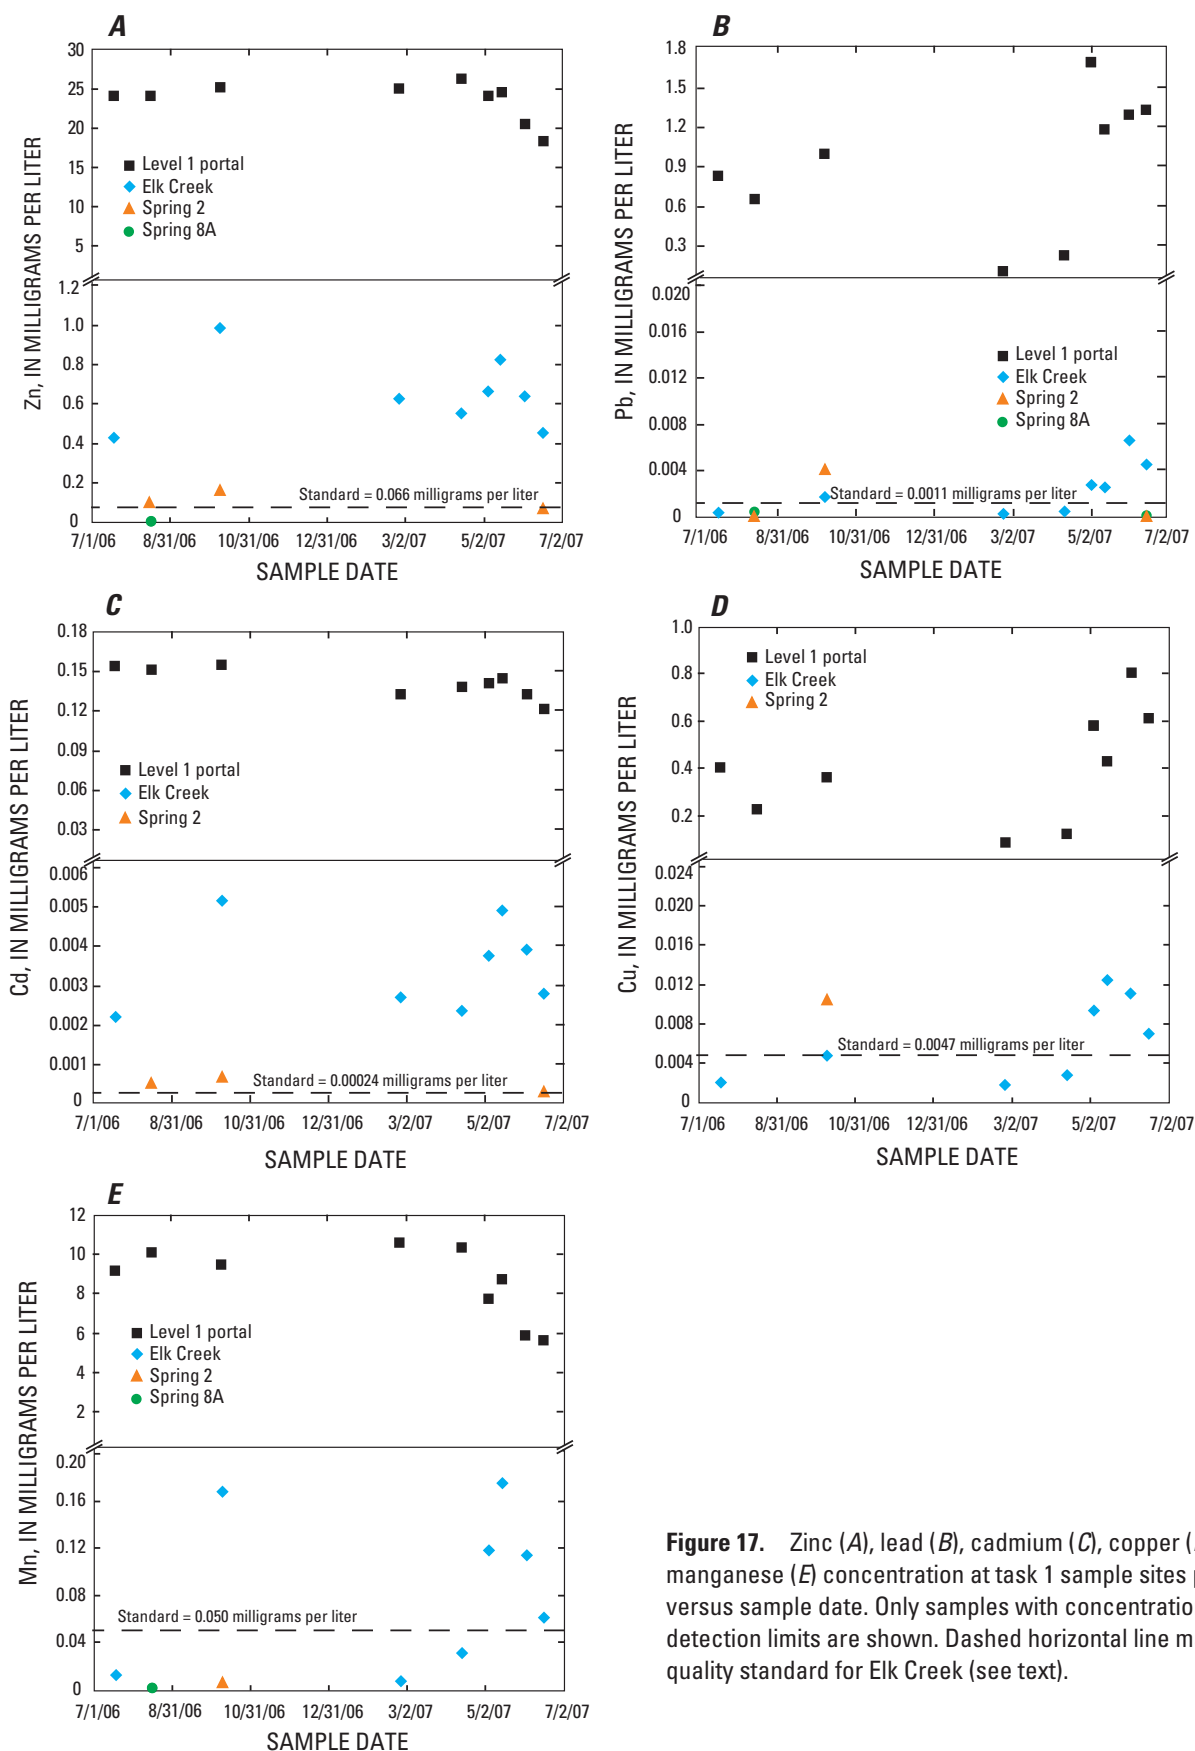 A
Zn, IN MILLIGRAMS PER LITER
30
25
20
15
10
5
1.2
1.0
0.8
0.6
0.4
0.2
0
Level 1 portal
Elk Creek
Spring 2
Spring 8A
Standard = 0.066 milligrams per liter
7/1/06 8/31/06 10/31/06 12/31/06 3/2/07 5/2/07 7/2/07
SAMPLE DATE
B
Pb, IN MILLIGRAMS PER LITER
1.8
1.5
1.2
0.9
0.6
0.3
0.020
0.016
0.012
0.008
0.004
0
Level 1 portal
Elk Creek
Spring 2
Spring 8A
Standard = 0.0011 milligrams per liter
7/1/06 8/31/06 10/31/06 12/31/06 3/2/07 5/2/07 7/2/07
SAMPLE DATE
C
Cd, IN MILLIGRAMS PER LITER
0.18
0.15
0.12
0.09
0.06
0.03
0.006
0.005
0.004
0.003
0.002
0.001
0
Level 1 portal
Elk Creek
Spring 2
Standard = 0.00024 milligrams per liter
7/1/06 8/31/06 10/31/06 12/31/06 3/2/07 5/2/07 7/2/07
SAMPLE DATE
D
Cu, IN MILLIGRAMS PER LITER
1.0
0.8
0.6
0.4
0.2
0.024
0.020
0.016
0.012
0.008
0.004
0
Level 1 portal
Elk Creek
Spring 2
Standard = 0.0047 milligrams per liter
7/1/06 8/31/06 10/31/06 12/31/06 3/2/07 5/2/07 7/2/07
SAMPLE DATE
E
Mn, IN MILLIGRAMS PER LITER
12
10
8
6
4
2
0.20
0.16
0.12
0.08
0.04
0
Level 1 portal
Elk Creek
Spring 2
Spring 8A
Standard = 0.050 milligrams per liter
7/1/06 8/31/06 10/31/06 12/31/06 3/2/07 5/2/07 7/2/07
SAMPLE DATE
Figure 17. Zinc (A), lead (B), cadmium (C), copper (
manganese (E) concentration at task 1 sample sites
versus sample date. Only samples with concentratio
detection limits are shown. Dashed horizontal line m
quality standard for Elk Creek (see text).